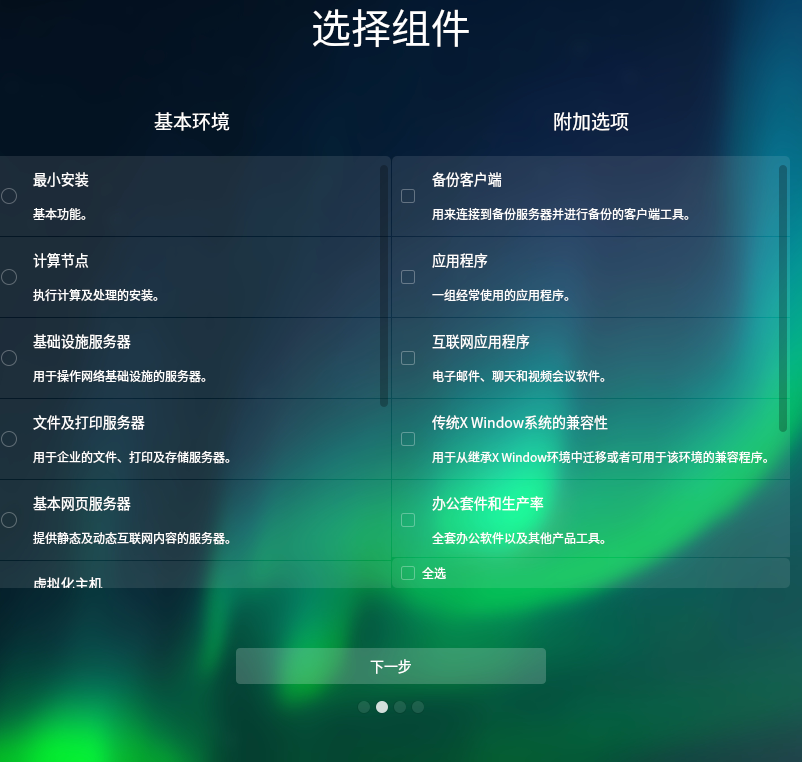 选择组件
基本环境
最小安装
基本功能。
计算节点
执行计算及处理的安装。
基础设施服务器
用于操作网络基础设施的服务器。
文件及打印服务器
用于企业的文件、打印及存储服务器。
基本网页服务器
提供静态及动态互联网内容的服务器。
虚拟化主机
附加选项
备份客户端
用来连接到备份服务器并进行备份的客户端工具。
应用程序
一组经常使用的应用程序。
互联网应用程序
电子邮件、聊天和视频会议软件。
传统X Window系统的兼容性
用于从继承X Window环境中迁移或者可用于该环境的兼容程序。
办公套件和生产率
全套办公软件以及其他产品工具。
全选
下一步